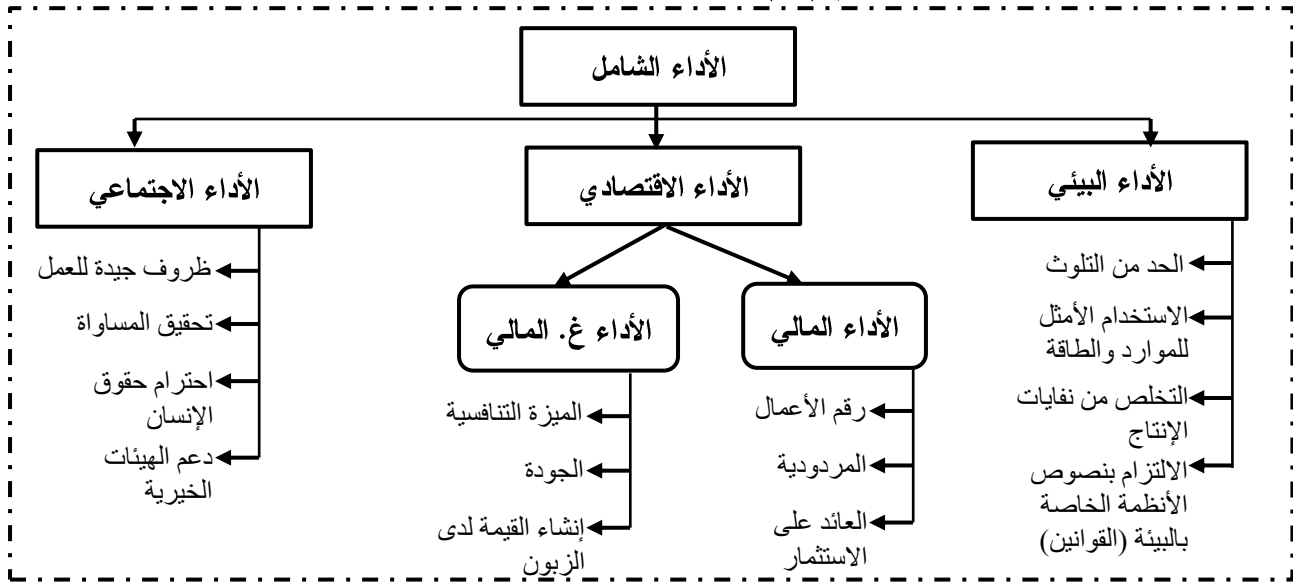 الأداء الشامل
الأداء البيئي
الحد من التلوث
الاستخدام الأمثل
للموارد والطاقة
التخلص من نفايات
الإنتاج
الالتزام بنصوص
الأنظمة الخاصة
بالبيئة (القوانين)
الأداء الاقتصادي
الأداء المالي
رقم الأعمال
المردودية
العائد على
الاستثمار
الأداء غ. المالي
الميزة التنافسية
الجودة
إنشاء القيمة لدى
الزبون
الأداء الاجتماعي
ظروف جيدة للعمل
تحقيق المساواة
احترام حقوق
الإنسان
دعم الهيئات
الخيرية